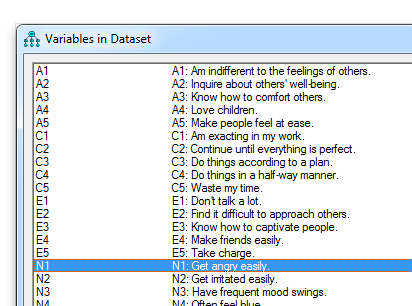 Variables in Dataset
A1 A1: Am indifferent to the feelings of others.
A2 A2: Inquire about others' well-being.
A3 A3: Know how to comfort others.
A4 A4: Love children.
A5 A5: Make people feel at ease.
C1 C1: Am exacting in my work.
C2 C2: Continue until everything is perfect.
C3 C3: Do things according to a plan.
C4 C4: Do things in a half-way manner.
C5 C5: Waste my time.
E1 E1: Don't talk a lot.
E2 E2: Find it difficult to approach others.
E3 E3: Know how to captivate people.
E4 E4: Make friends easily.
E5 E5: Take charge.
N1 N1: Get angry easily.
N2 N2: Get irritated easily.
N3 N3: Have frequent mood swings.
N4 N4: Often feel blue.